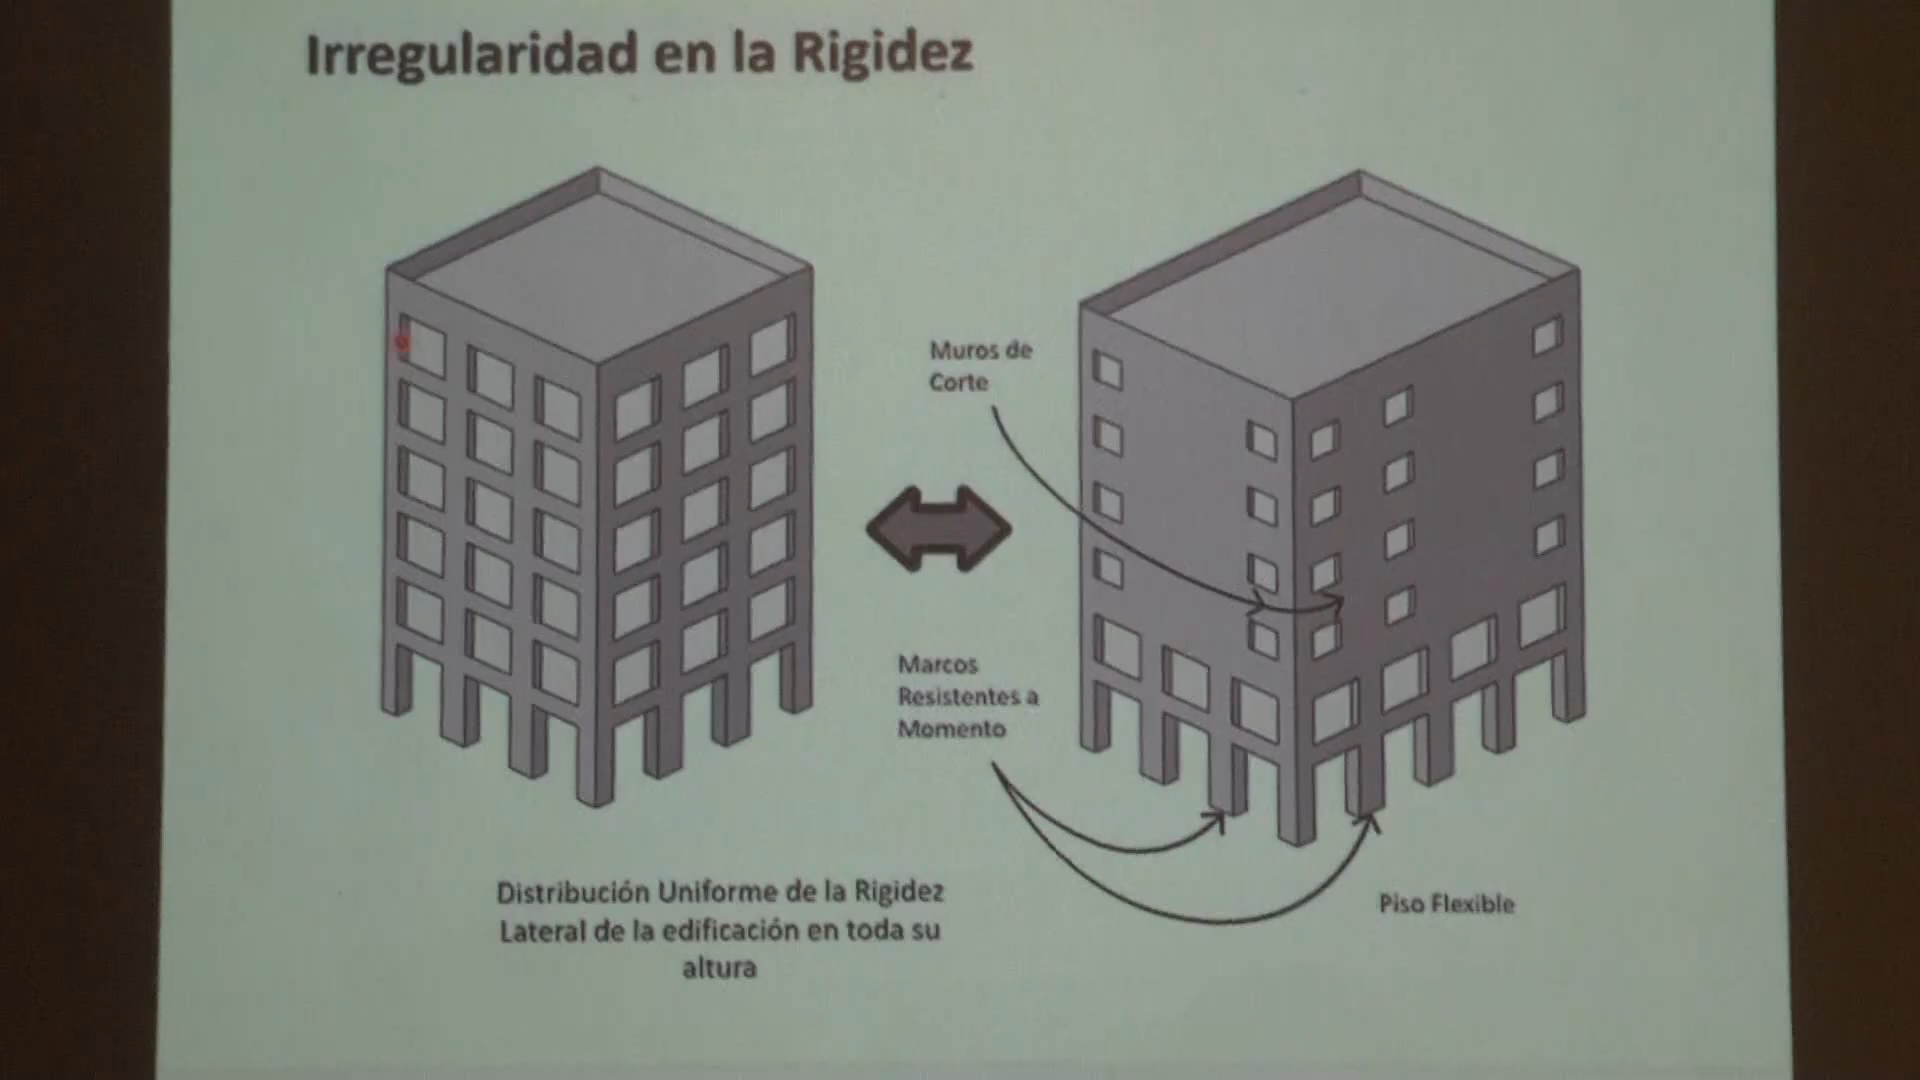 Irregularidad en la Rigidez
Muros de
Corte
Marcos
Resistentes a
Momento
Distribución Uniforme de la Rigidez
Lateral de la edificación en toda su
altura
Piso Flexible